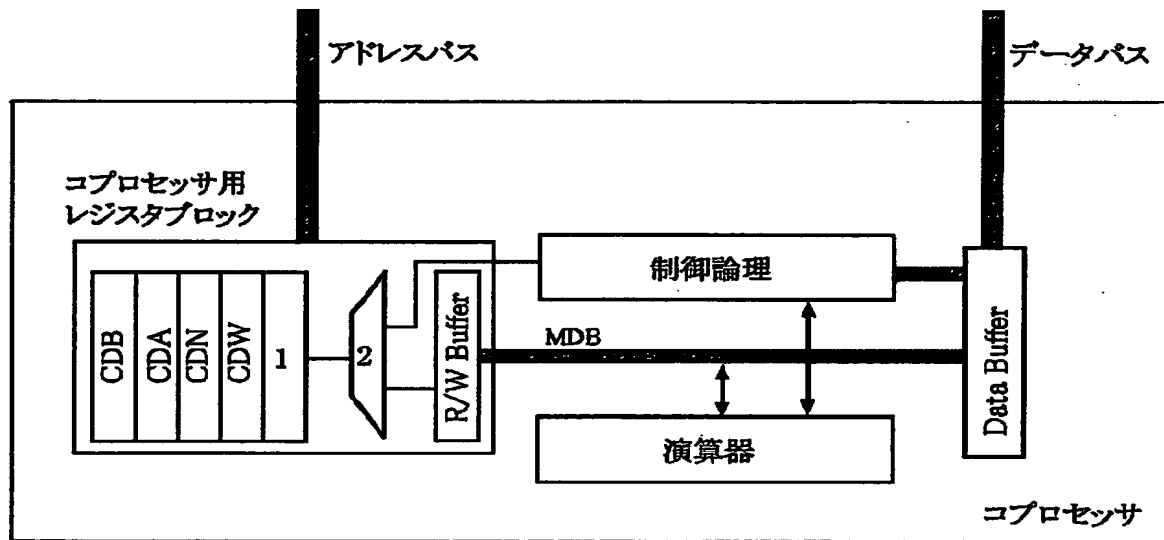 アドレスバス
データバス
コプロセッサ用
レジスタブロック
制御論理
CDB
CDA
CDN
CDW
1
2
R/W Buffer
MDB
Data Buffer
演算器
コプロセッサ